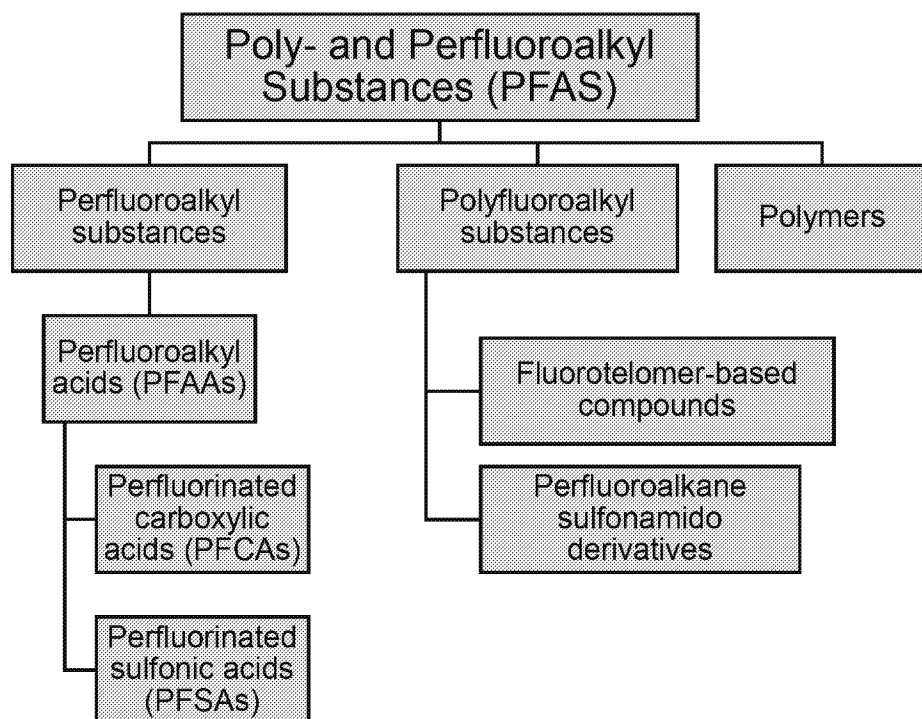 Poly- and Perfluoroalkyl
Substances (PFAS)
Perfluoroalkyl
substances
Polyfluoroalkyl
substances
Polymers
Perfluoroalkyl
acids (PFAAs)
Fluorotelomer-based
compounds
Perfluorinated
carboxylic
acids (PFCAs)
Perfluoroalkane
sulfonamido
derivatives
Perfluorinated
sulfonic acids
(PFSAs)